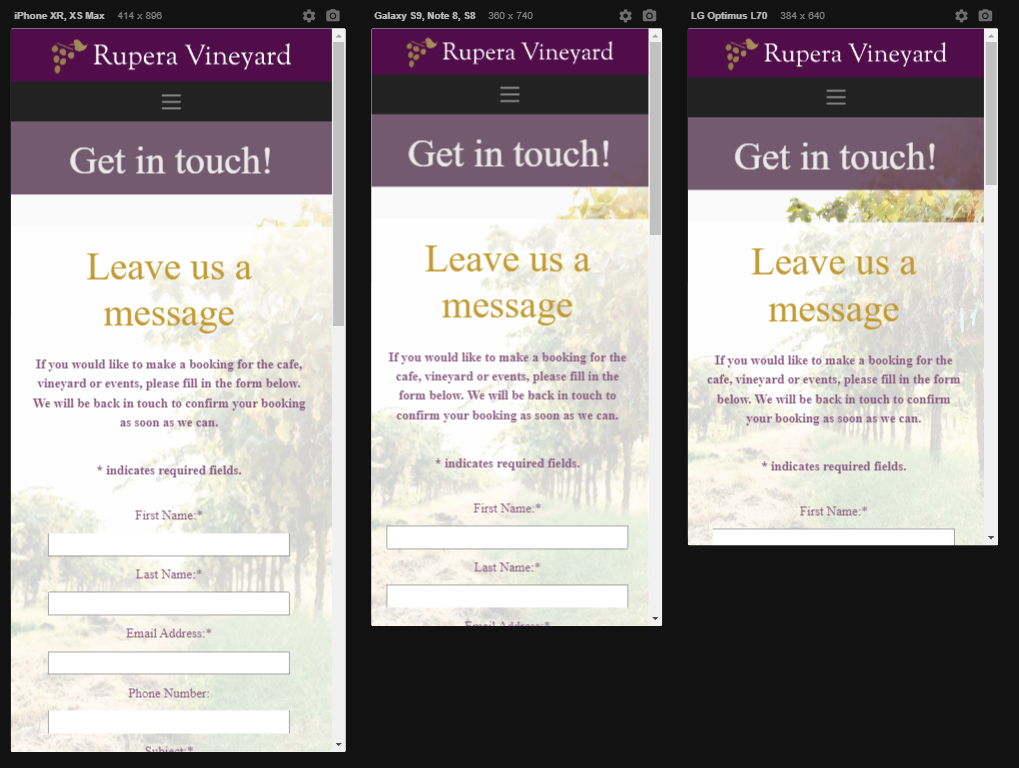 iPhone XR, XS Max 414 x 896
Rupera Vineyard
Get in touch!
Leave us a
message
If you would like to make a booking for the cafe,
vineyard or events, please fill in the form below.
We will be back in touch to confirm your booking
as soon as we can.
* indicates required fields.
First Name:*
Last Name:*
Email Address:*
Phone Number:
Subject:*
Galaxy S9, Note 8, S8 360 x 740
Rupera Vineyard
Get in touch!
Leave us a
message
If you would like to make a booking for the
cafe, vineyard or events, please fill in the
form below. We will be back in touch to
confirm your booking as soon as we can.
* indicates required fields.
First Name:*
Last Name:*
Email Address:*
LG Optimus L70 384 x 640
Rupera Vineyard
Get in touch!
Leave us a
message
If you would like to make a booking for the
cafe, vineyard or events, please fill in the form
below. We will be back in touch to confirm
your booking as soon as we can.
* indicates required fields.
First Name:*